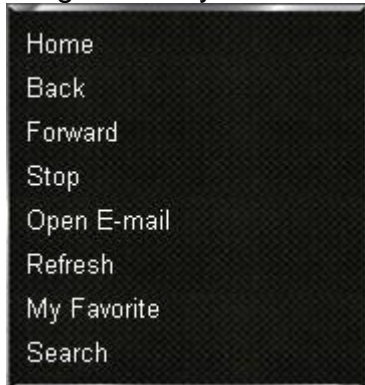 Home
Back
Forward
Stop
Open E-mail
Refresh
My Favorite
Search